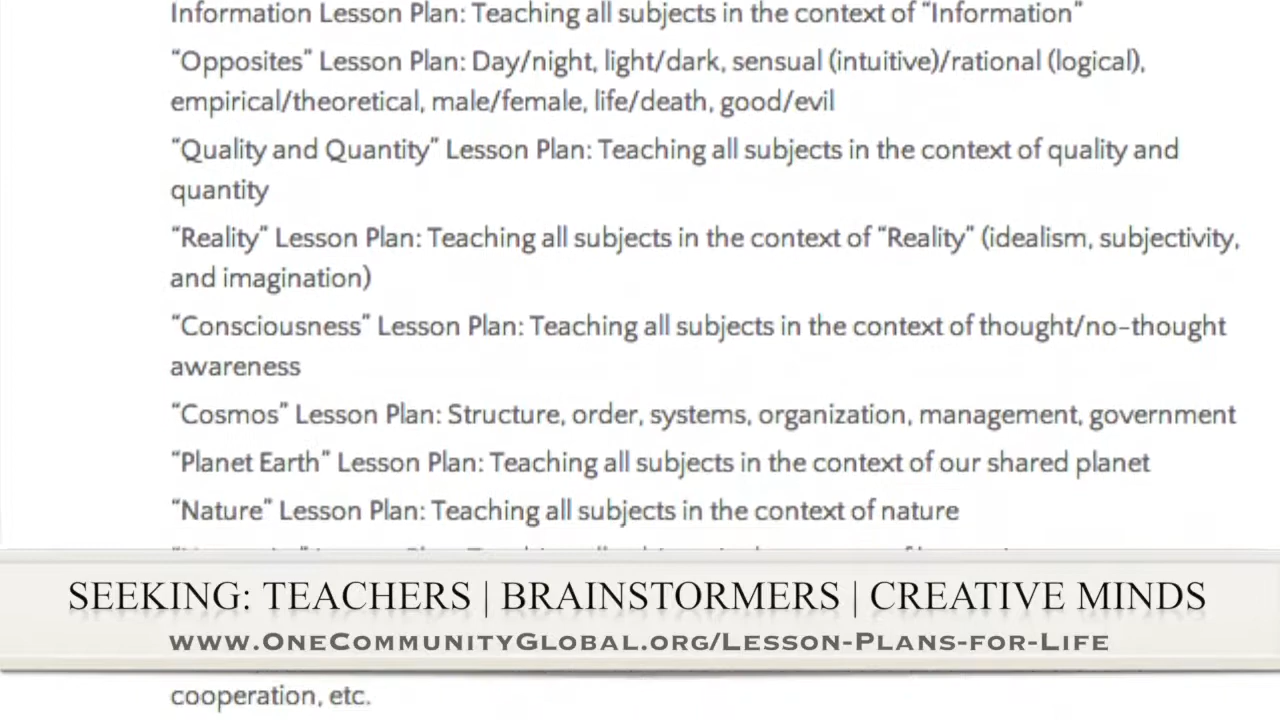 Information Lesson Plan: Teaching all subjects in the context of “Information”
“Opposites” Lesson Plan: Day/night, light/dark, sensual (intuitive)/rational (logical),
empirical/theoretical, male/female, life/death, good/evil
“Quality and Quantity” Lesson Plan: Teaching all subjects in the context of quality and
quantity
“Reality” Lesson Plan: Teaching all subjects in the context of “Reality” (idealism, subjectivity,
and imagination)
“Consciousness” Lesson Plan: Teaching all subjects in the context of thought/no-thought
awareness
“Cosmos” Lesson Plan: Structure, order, systems, organization, management, government
“Planet Earth” Lesson Plan: Teaching all subjects in the context of our shared planet
“Nature” Lesson Plan: Teaching all subjects in the context of nature
SEEKING: TEACHERS | BRAINSTORMERS | CREATIVE MINDS
www.OneCommunityGlobal.org/Lesson-Plans-for-Life
cooperation, etc.